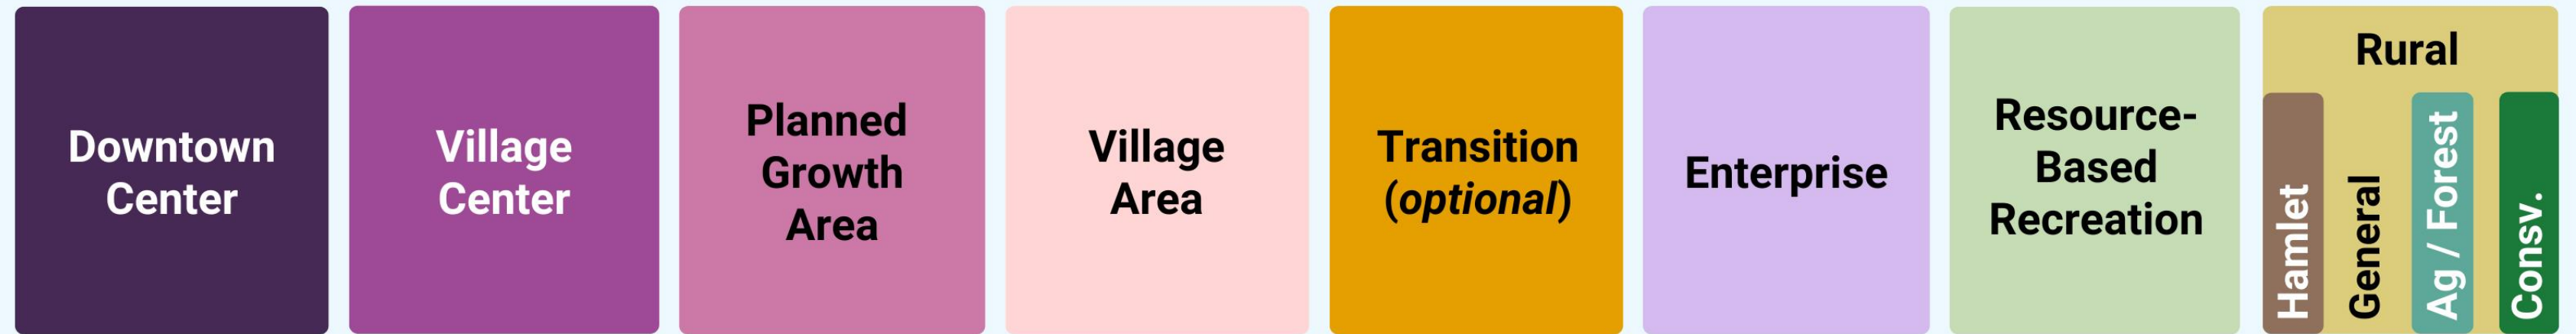 Downtown
Center
Village
Center
Planned
Growth
Area
Village
Area
Transition
(optional)
Enterprise
Resource-
Based
Recreation
Rural
Hamlet
General
Ag / Forest
Consv.